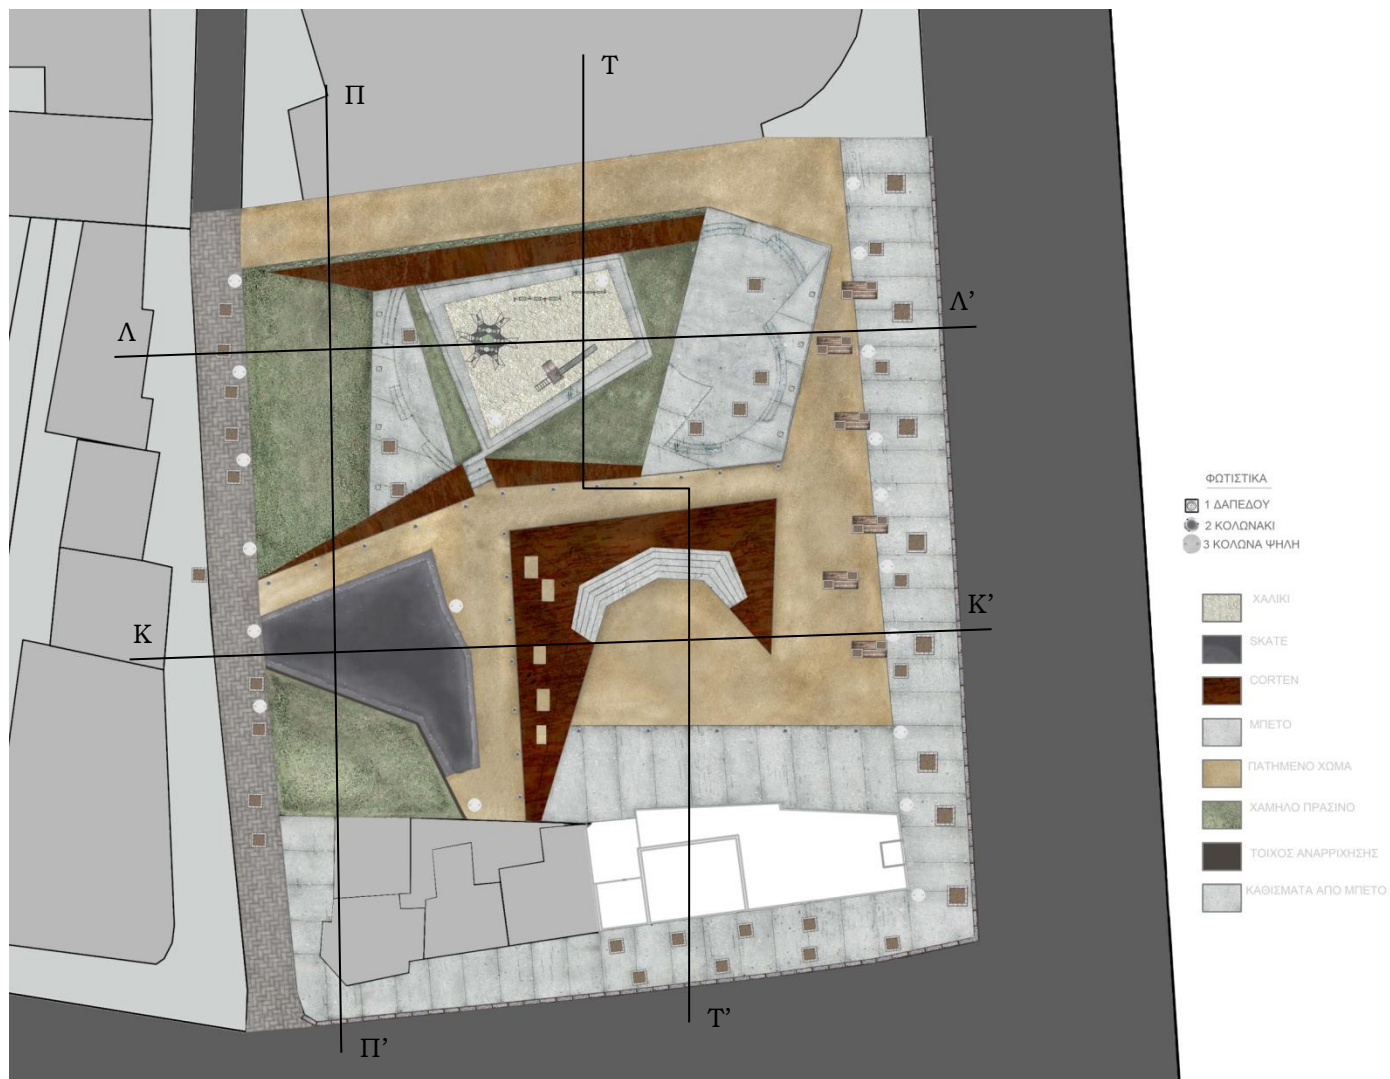 Τ
Π
Λ
Λ’
Κ
Κ’
Τ’
Π’
ΦΩΤΙΣΤΙΚΑ
1 ΔΑΠΕΔΟΥ
2 ΚΟΛΩΝΑΚΙ
3 ΚΟΛΩΝΑ ΨΗΛΗ
ΧΑΛΙΚΙ
SKATE
CORTEN
ΜΠΕΤΟ
ΠΑΤΗΜΕΝΟ ΧΩΜΑ
ΧΑΜΗΛΟ ΠΡΑΣΙΝΟ
ΤΟΙΧΟΣ ΑΝΑΡΡΙΧΗΣΗΣ
ΚΑΘΙΣΜΑΤΑ ΑΠΟ ΜΠΕΤΟ